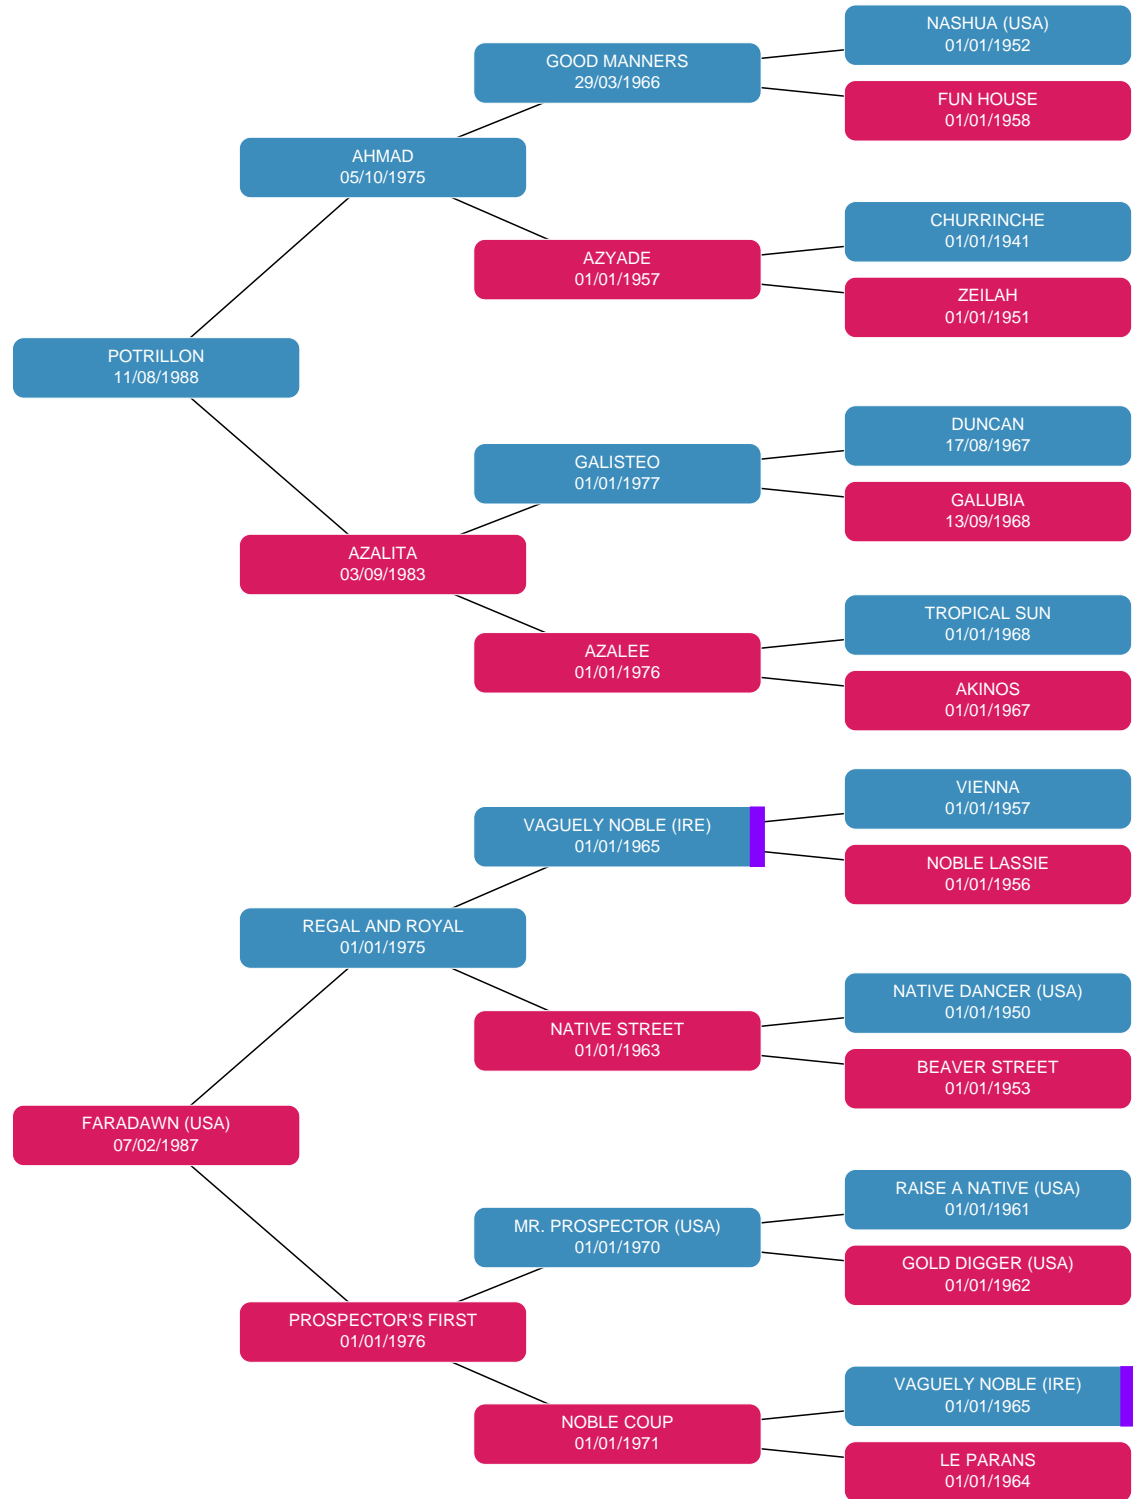 NASHUA (USA)
01/01/1952
GOOD MANNERS
29/03/1966
FUN HOUSE
01/01/1958
AHMAD
05/10/1975
CHURRINCHE
01/01/1941
AZYADE
01/01/1957
ZEILAH
01/01/1951
POTRILLON
11/08/1988
DUNCAN
17/08/1967
GALISTEO
01/01/1977
GALUBIA
13/09/1968
AZALITA
03/09/1983
TROPICAL SUN
01/01/1968
AZALEE
01/01/1976
AKINOS
01/01/1967
VIENNA
01/01/1957
VAGUELY NOBLE (IRE)
01/01/1965
NOBLE LASSIE
01/01/1956
REGAL AND ROYAL
01/01/1975
NATIVE DANCER (USA)
01/01/1950
NATIVE STREET
01/01/1963
BEAVER STREET
01/01/1953
FARADAWN (USA)
07/02/1987
RAISE A NATIVE (USA)
01/01/1961
MR. PROSPECTOR (USA)
01/01/1970
GOLD DIGGER (USA)
01/01/1962
PROSPECTOR'S FIRST
01/01/1976
VAGUELY NOBLE (IRE)
01/01/1965
NOBLE COUP
01/01/1971
LE PARANS
01/01/1964